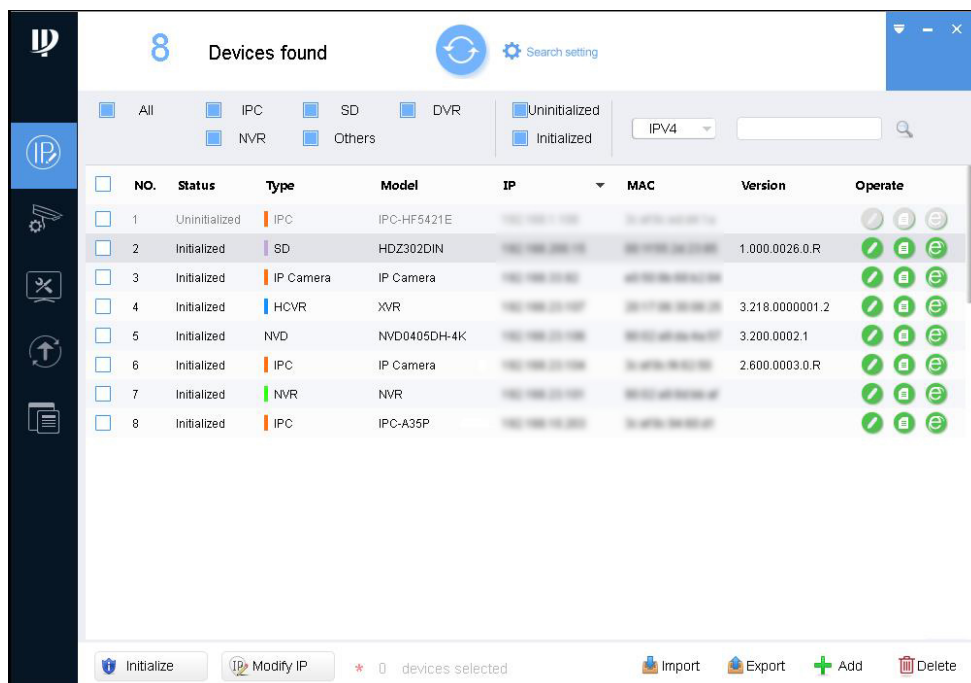 8 Devices found Search setting
All IPC SD DVR Uninitialized
NVR Others Initialized IPV4
NO. Status Type Model IP MAC Version Operate
1 Uninitialized IPC IPC-HF5421E
2 Initialized SD HDZ302DIN 1.000.0026.0.R
3 Initialized IP Camera IP Camera
4 Initialized HCVR XVR 3.218.0000001.2
5 Initialized NVD NVD0405DH-4K 3.200.0002.1
6 Initialized IPC IP Camera 2.600.0003.0.R
7 Initialized NVR NVR
8 Initialized IPC IPC-A35P
Initialize IP Modify IP * 0 devices selected Import Export Add Delete